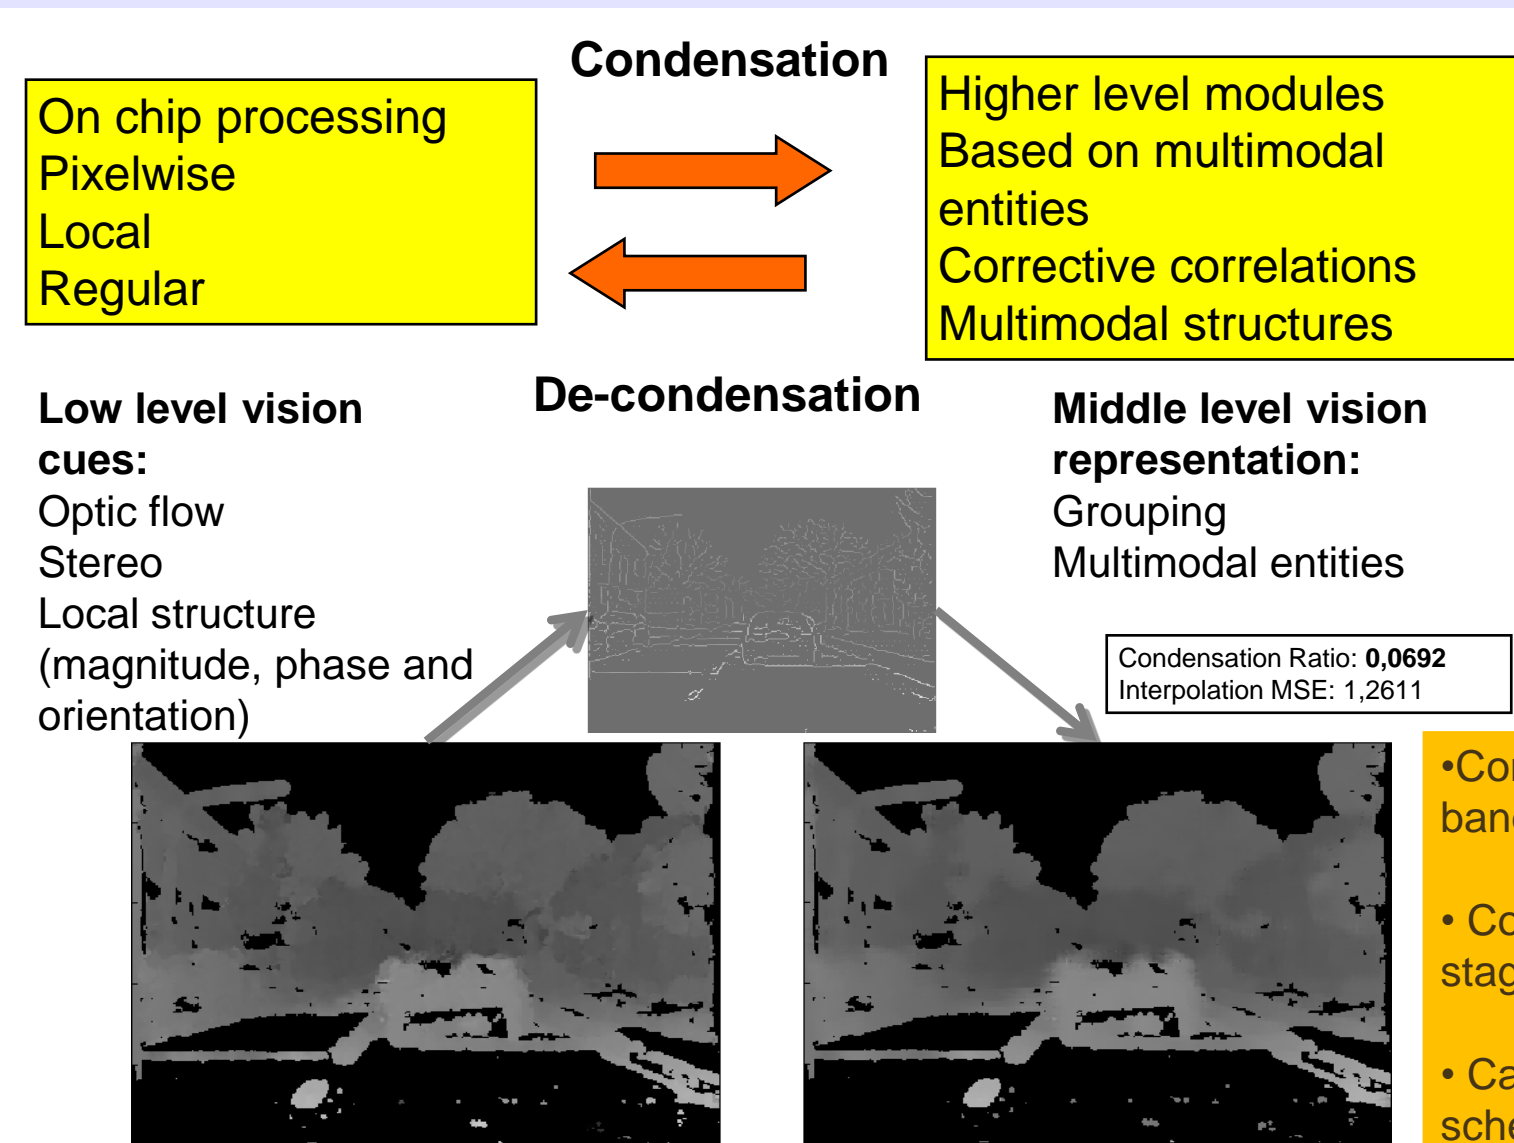 Condensation
On chip processing
Pixelwise
Local
Regular
Higher level modules
Based on multimodal
entities
Corrective correlations
Multimodal structures
De-condensation
Low level vision
cues:
Optic flow
Stereo
Local structure
(magnitude, phase and
orientation)
Middle level vision
representation:
Grouping
Multimodal entities
Condensation Ratio: 0,0692
Interpolation MSE: 1,2611